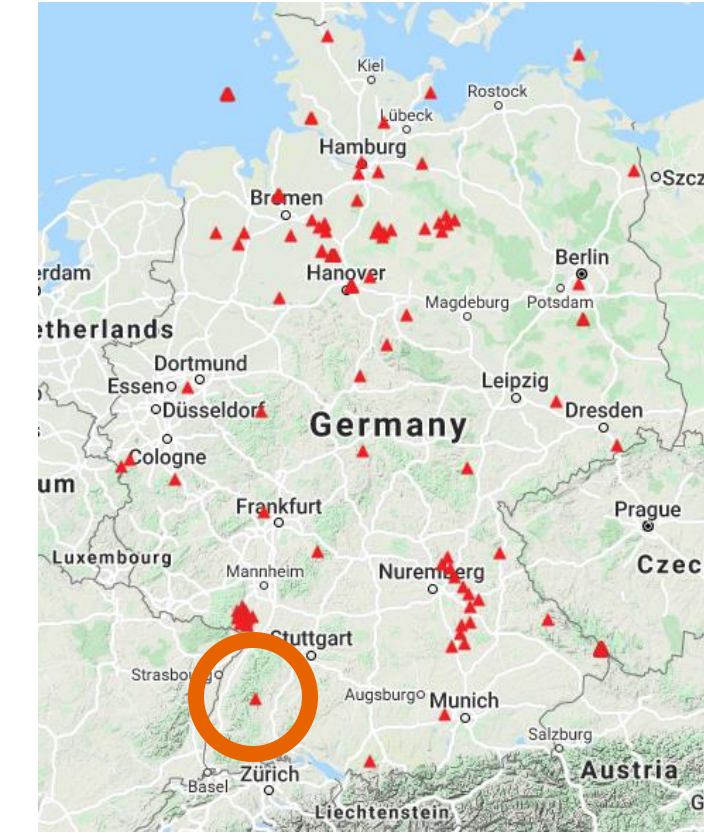 Kiel
Rostock
Lübeck
Hamburg
Szcz
Bremen
erdam
Hanover
Berlin
Magdeburg
Potsdam
etherlands
Dortmund
Essen
Leipzig
Düsseldorf
Dresden
Germany
Cologne
um
Frankfurt
Prague
Luxembourg
Mannheim
Nuremberg
Czec
Stuttgart
Strasbourg
Augsburg
Munich
Salzburg
Zürich
Austria
Basel
Liechtenstein
G